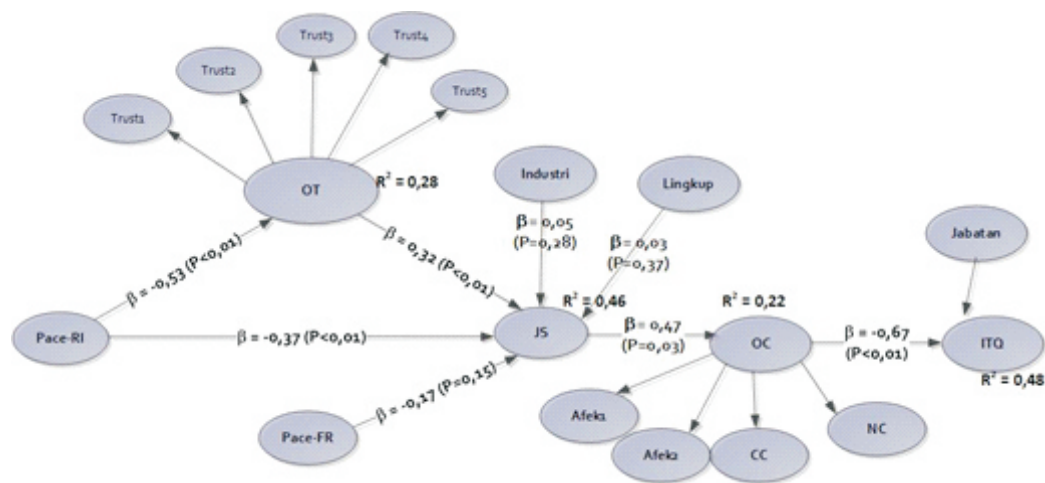 Trust3
Trust4
Trust2
Trust5
Trust1
Industri
Lingkup
OT
R² = 0,28
β = 0,05
(P=0,28)
Jabatan
β = 0,03
(P=0,37)
β = -0,53 (P<0,01)
β = 0,32 (P<0,01)
R² = 0,46
R² = 0,22
Pace-RI
β = -0,37 (P<0,01)
JS
β = 0,47
(P=0,03)
OC
β = -0,67
(P<0,01)
ITQ
R² = 0,48
β = -0,17 (P=0,15)
Pace-FR
Afek1
Afek2
CC
NC